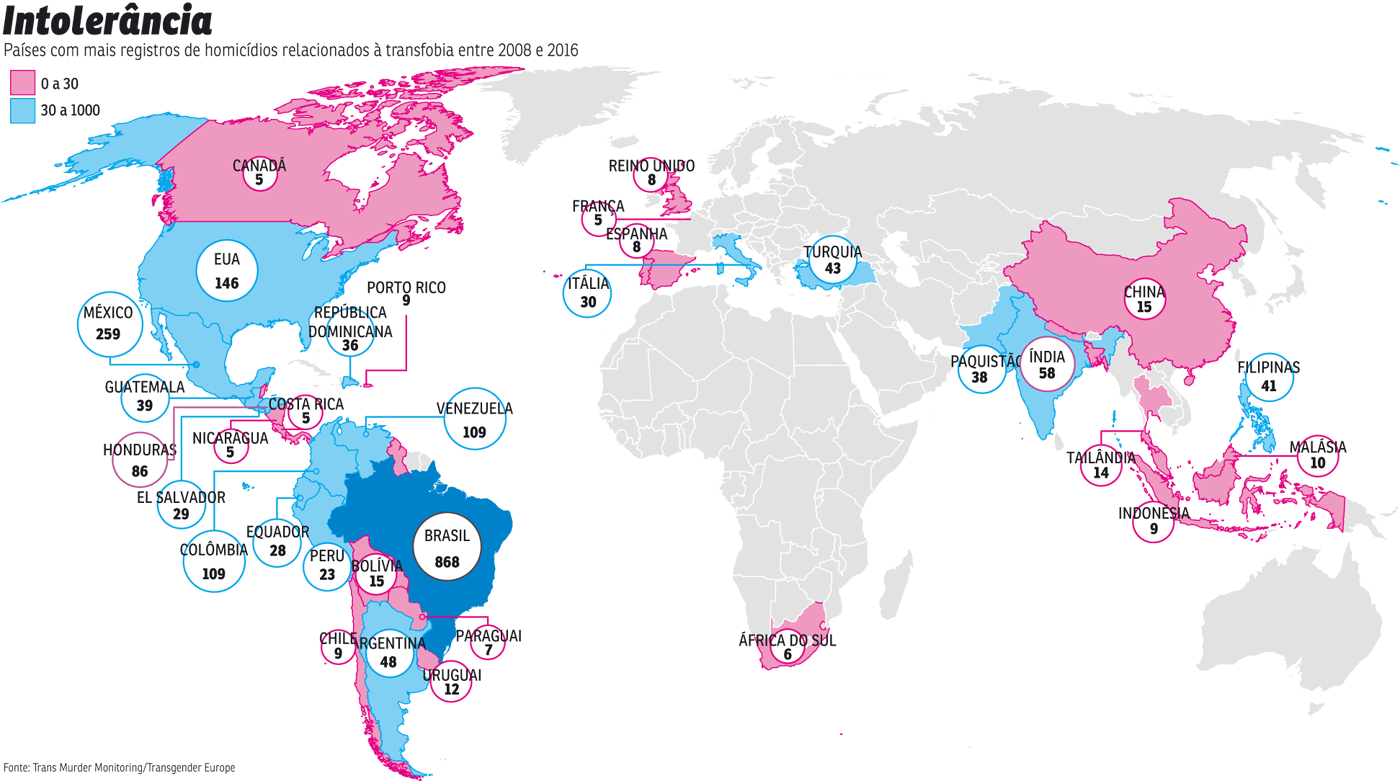 Intolerância
Países com mais registros de homicídios relacionados à transfobia entre 2008 e 2016
0 a 30
30 a 1000
CANADÁ
5
EUA
146
MÉXICO
259
PORTO RICO
9
REPÚBLICA
DOMINICANA
36
GUATEMALA
39
COSTA RICA
5
VENEZUELA
109
HONDURAS
86
NICARÁGUA
5
EL SALVADOR
29
COLÔMBIA
109
EQUADOR
28
PERU
23
BOLÍVIA
15
BRASIL
868
CHILE
9
ARGENTINA
48
PARAGUAI
7
URUGUAI
12
REINO UNIDO
8
FRANÇA
5
ESPANHA
8
ITÁLIA
30
TURQUIA
43
ÁFRICA DO SUL
6
PAQUISTÃO
38
ÍNDIA
58
CHINA
15
FILIPINAS
41
TAILÂNDIA
14
MALÁSIA
10
INDONÉSIA
9
Fonte: Trans Murder Monitoring/Transgender Europe